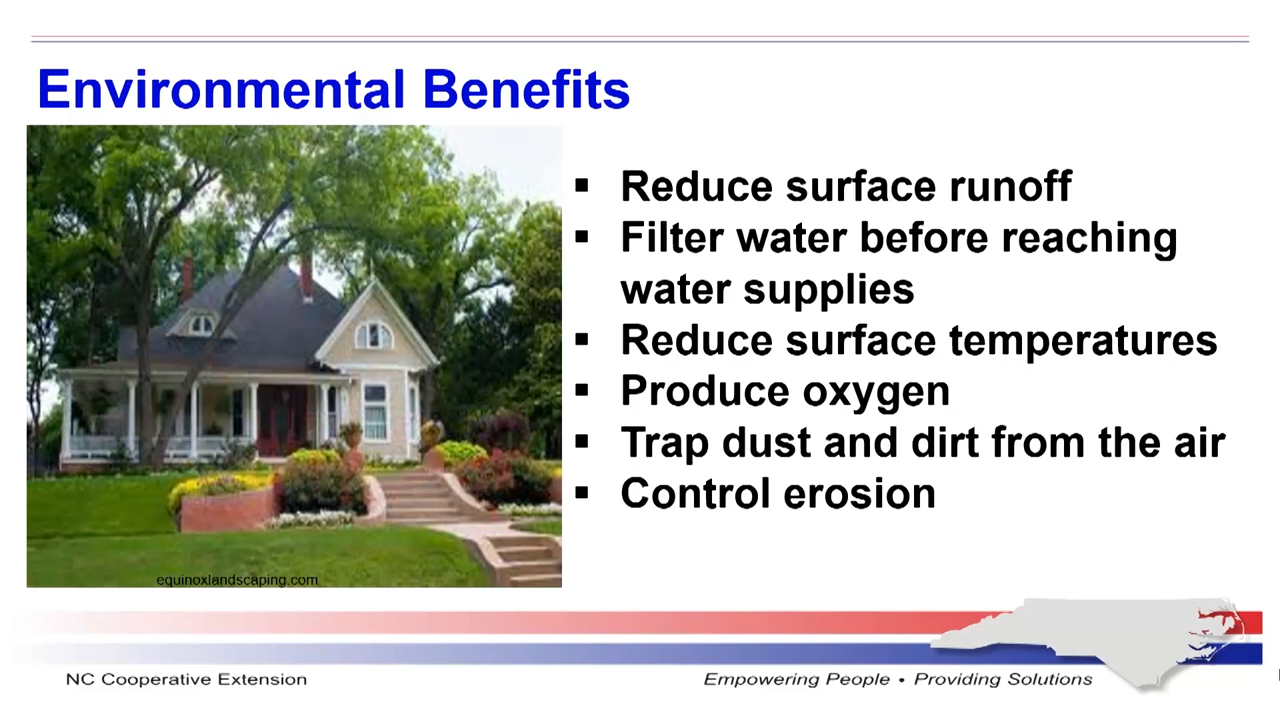 Environmental Benefits
▪ Reduce surface runoff
▪ Filter water before reaching
water supplies
▪ Reduce surface temperatures
▪ Produce oxygen
▪ Trap dust and dirt from the air
▪ Control erosion
equinoxlandscaping.com
NC Cooperative Extension
Empowering People • Providing Solutions